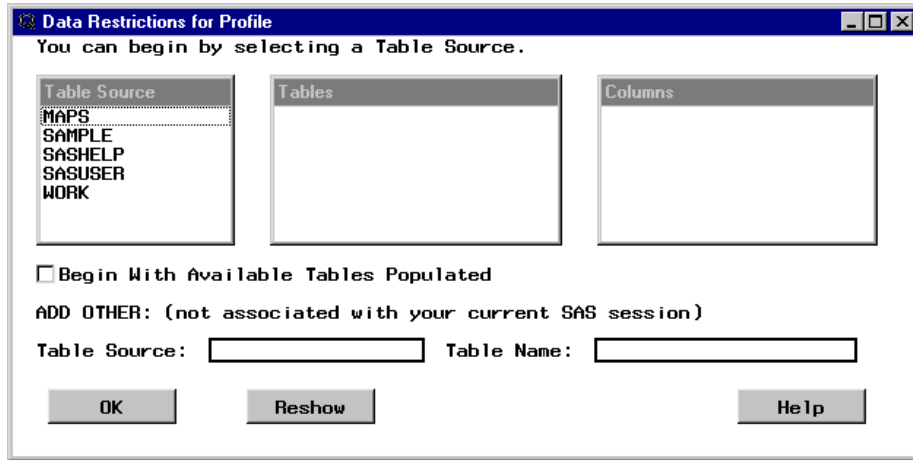 Data Restrictions for Profile
You can begin by selecting a Table Source.
Table Source
MAPS
SAMPLE
SASHELP
SASUSER
WORK
Tables
Columns
Begin With Available Tables Populated
ADD OTHER: (not associated with your current SAS session)
Table Source:
Table Name:
OK
Reshow
Help